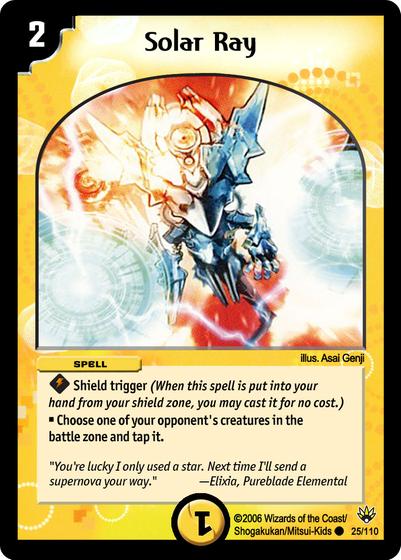 2
Solar Ray
illus. Asai Genji
SPELL
Shield trigger (When this spell is put into your
hand from your shield zone, you may cast it for no cost.)
▪ Choose one of your opponent's creatures in the
battle zone and tap it.
"You're lucky I only used a star. Next time I'll send a
supernova your way." —Elixia, Pureblade Elemental
1
©2006 Wizards of the Coast/
Shogakukan/Mitsui-Kids ● 25/110